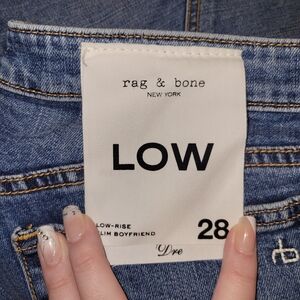 rag & bone
NEW YORK
LOW
LOW-RISE
SLIM BOYFRIEND
28
Dre